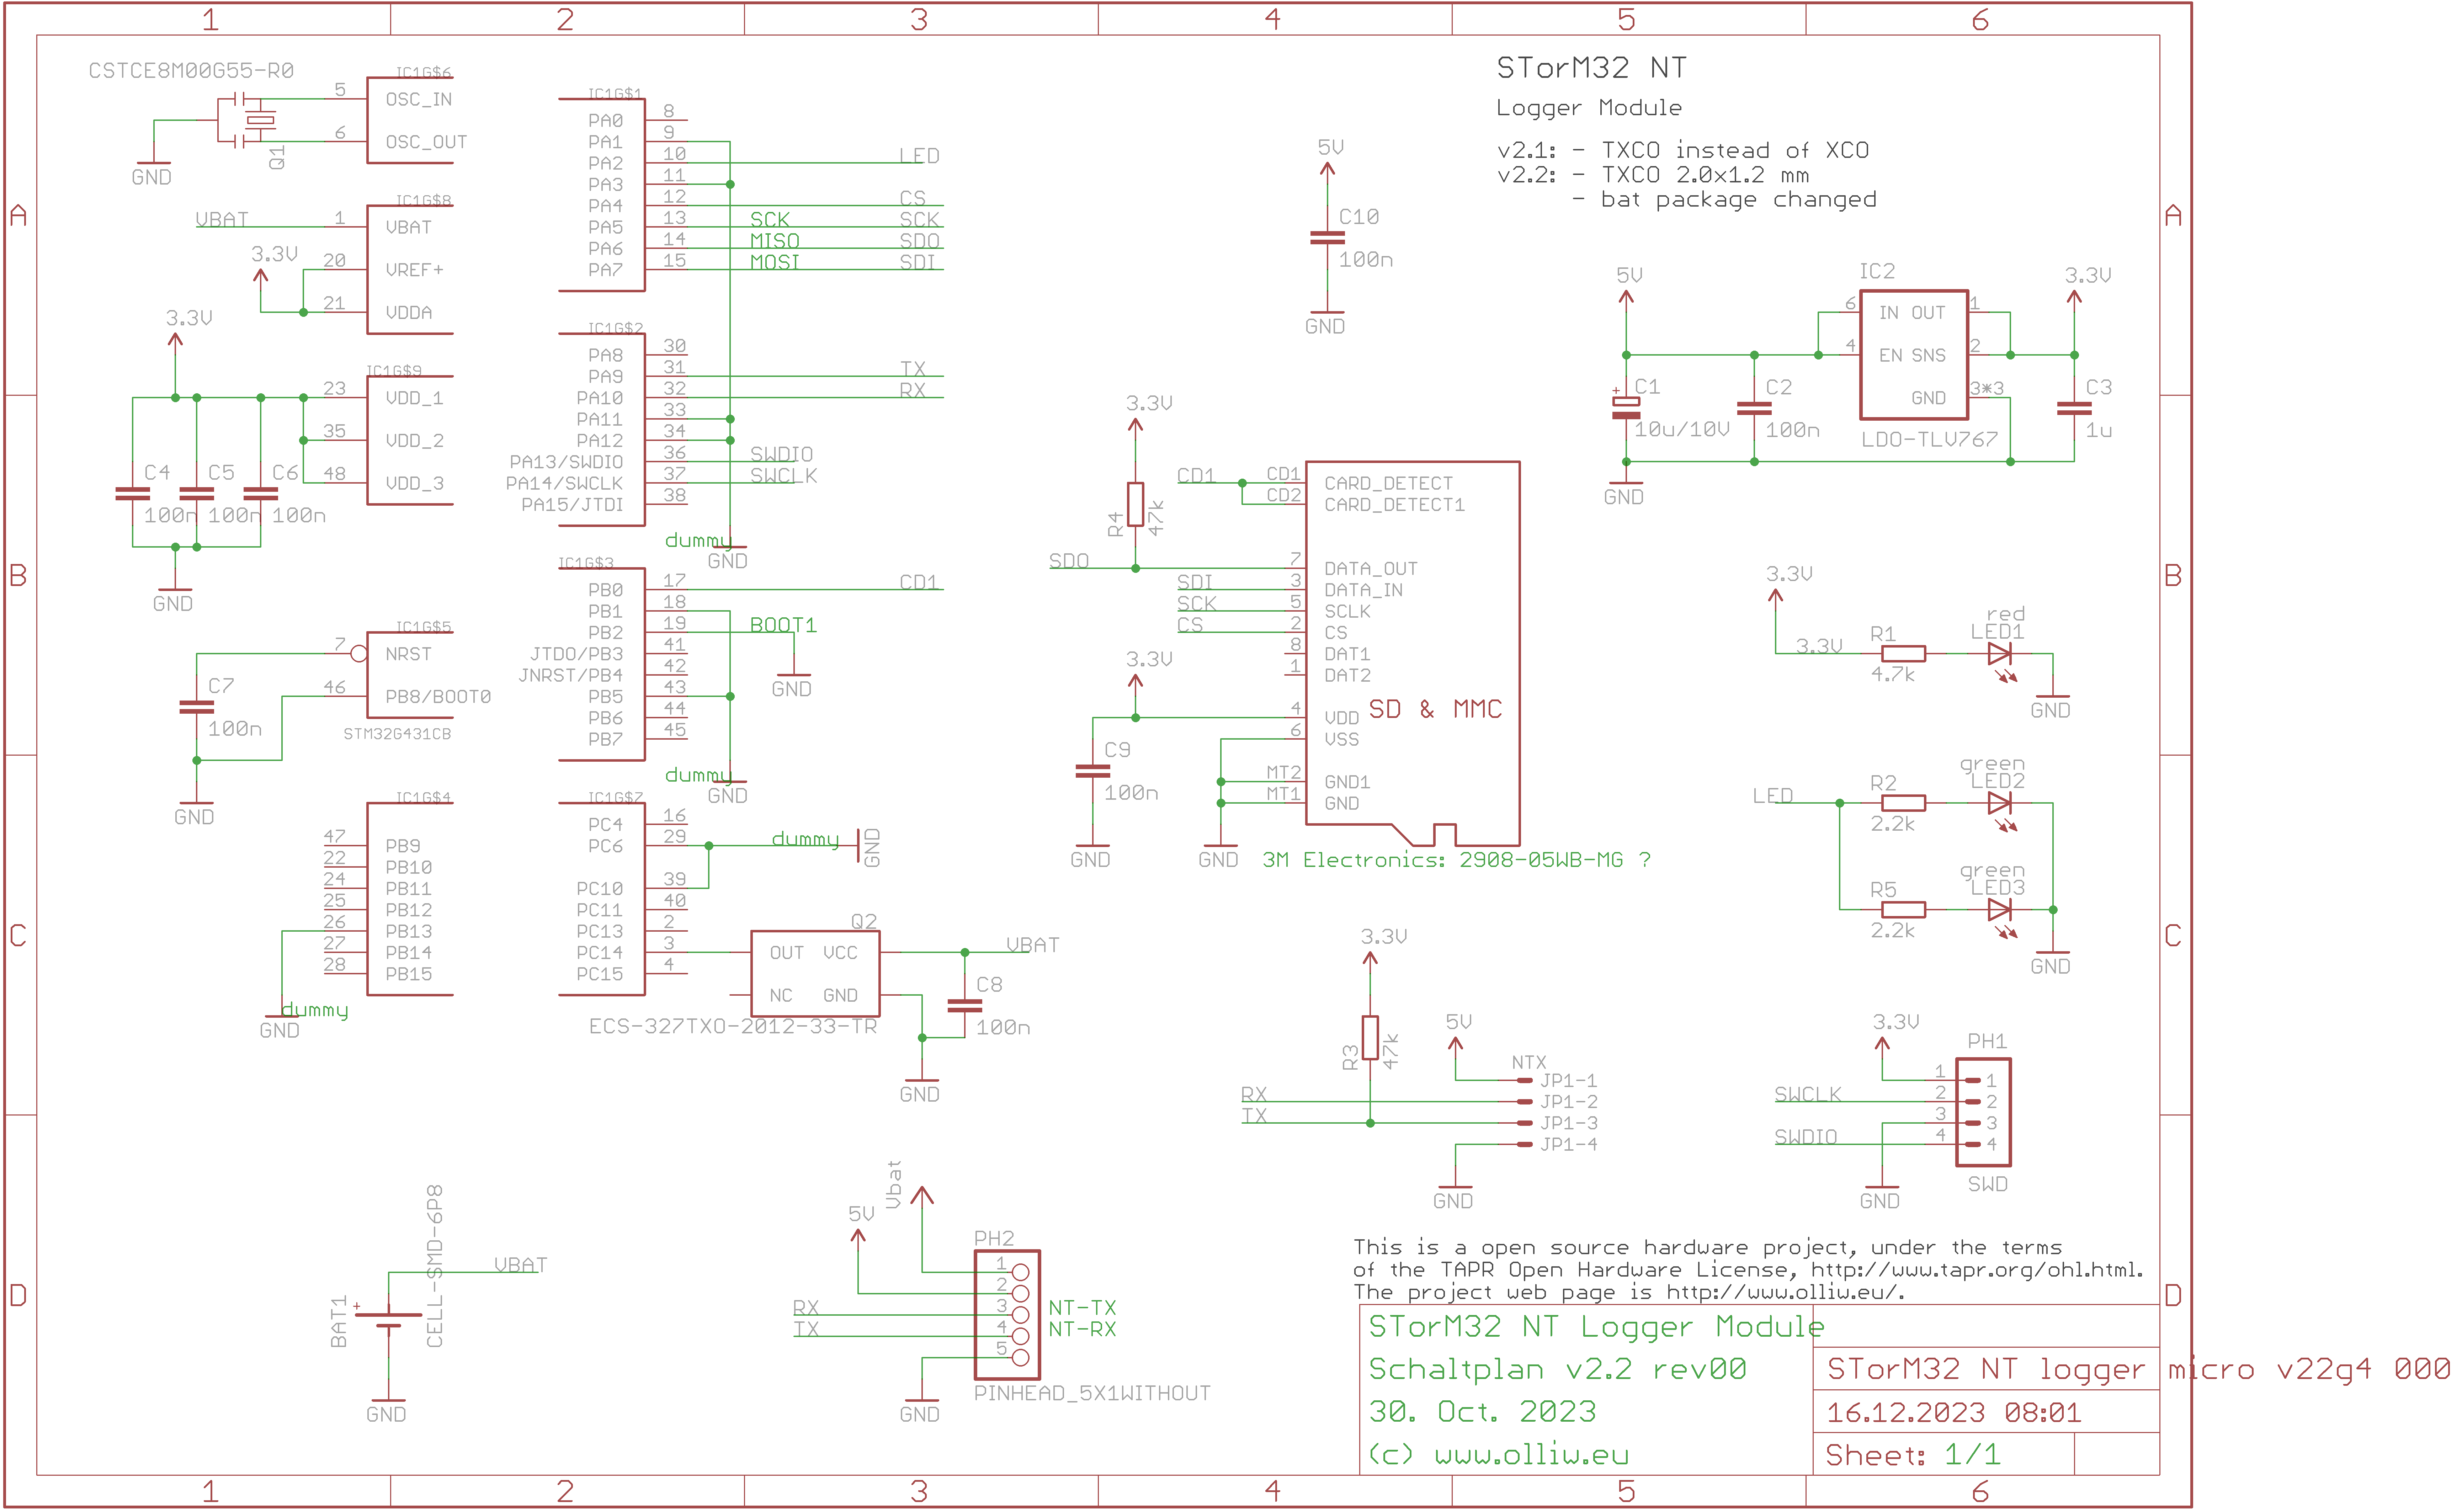 1 2 3 4 5 6
A
B
C
D
CSTCE8M00G55-R0
Q1
GND
IC1G$6
5 OSC_IN
6 OSC_OUT
IC1G$8
VBAT 1 VBAT
3.3V
20 VREF+
21 VDDA
3.3V
IC1G$9
23 VDD_1
35 VDD_2
48 VDD_3
C4 C5 C6
100n 100n 100n
GND
IC1G$5
7 NRST
46 PB8/BOOT0
STM32G431CB
C7
100n
GND
IC1G$4
47 PB9
22 PB10
24 PB11
25 PB12
26 PB13
27 PB14
28 PB15
dummy
GND
IC1G$1
PA0 8
PA1 9
PA2 10 LED
PA3 11
PA4 12 CS
PA5 13 SCK SCK
PA6 14 MISO SDO
PA7 15 MOSI SDI
IC1G$2
PA8 30
PA9 31 TX
PA10 32 RX
PA11 33
PA12 34
PA13/SWDIO 36 SWDIO
PA14/SWCLK 37 SWCLK
PA15/JTDI 38
dummy
GND
IC1G$3
PB0 17 CD1
PB1 18
PB2 19 BOOT1
JTDO/PB3 41
JNRST/PB4 42
PB5 43
PB6 44
PB7 45
GND
dummy
GND
IC1G$7
PC4 16
PC6 29 dummy GND
PC10 39
PC11 40
PC13 2
PC14 3
PC15 4
Q2
OUT VCC
NC GND
ECS-327TXO-2012-33-TR
VBAT
C8
100n
GND
5V
C10
100n
GND
STorM32 NT
Logger Module
v2.1: - TXCO instead of XCO
v2.2: - TXCO 2.0x1.2 mm
- bat package changed
5V
IC2
3.3V
6 IN OUT 1
4 EN SNS 2
GND 3*3
LDO-TLV767
+ C1
10u/10V
C2
100n
C3
1u
GND
3.3V
R4
47k
SDO
CD1 CD1 CARD_DETECT
CD2 CARD_DETECT1
7 DATA_OUT
SDI 3 DATA_IN
SCK 5 SCLK
CS 2 CS
8 DAT1
1 DAT2
SD & MMC
3.3V
4 VDD
6 VSS
MT2 GND1
MT1 GND
C9
100n
GND
GND
3M Electronics: 2908-05WB-MG ?
3.3V
3.3V
R1
4.7k
red
LED1
GND
LED
R2
2.2k
green
LED2
R5
2.2k
green
LED3
GND
3.3V
R3
47k
5V
NTX
RX
TX
JP1-1
JP1-2
JP1-3
JP1-4
GND
3.3V
PH1
1 1
SWCLK 2 2
3 3
SWDIO 4 4
GND
SWD
BAT1
+
CELL-SMD-6P8
VBAT
GND
Vbat
5V
PH2
1
2
RX 3 NT-TX
TX 4 NT-RX
5
GND
PINHEAD_5X1WITHOUT
This is a open source hardware project, under the terms
of the TAPR Open Hardware License, http://www.tapr.org/ohl.html.
The project web page is http://www.olliw.eu/.
STorM32 NT Logger Module
Schaltplan v2.2 rev00
30. Oct. 2023
(c) www.olliw.eu
STorM32 NT logger micro v22g4 000
16.12.2023 08:01
Sheet: 1/1
A
B
C
D
1 2 3 4 5 6